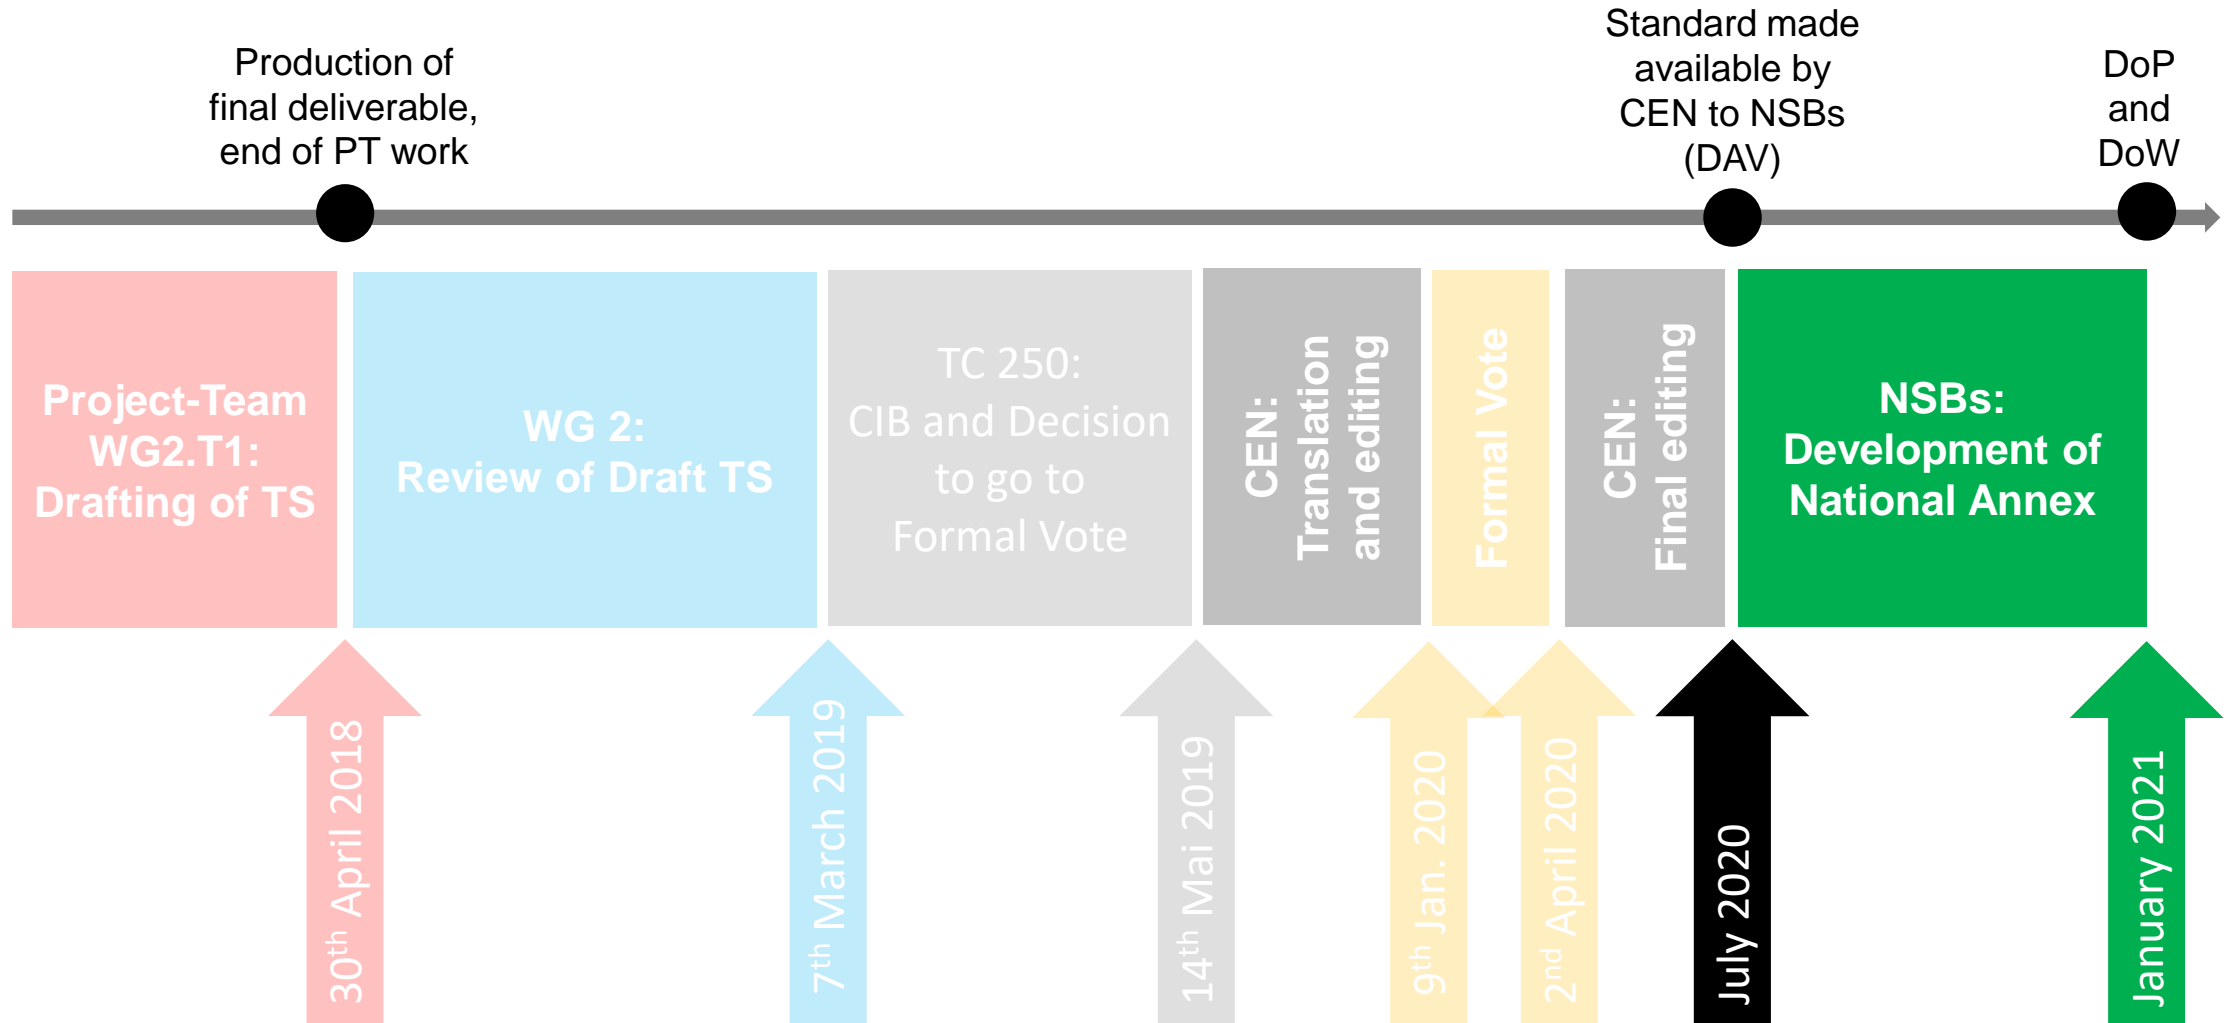 Production of
final deliverable,
end of PT work
Standard made
available by
CEN to NSBs
(DAV)
DoP
and
DoW
Project-Team
WG2.T1:
Drafting of TS
WG 2:
Review of Draft TS
TC 250:
CIB and Decision
to go to
Formal Vote
CEN:
Translation
and editing
Formal Vote
CEN:
Final editing
NSBs:
Development of
National Annex
30th April 2018
7th March 2019
14th Mai 2019
9th Jan. 2020
2nd April 2020
July 2020
January 2021